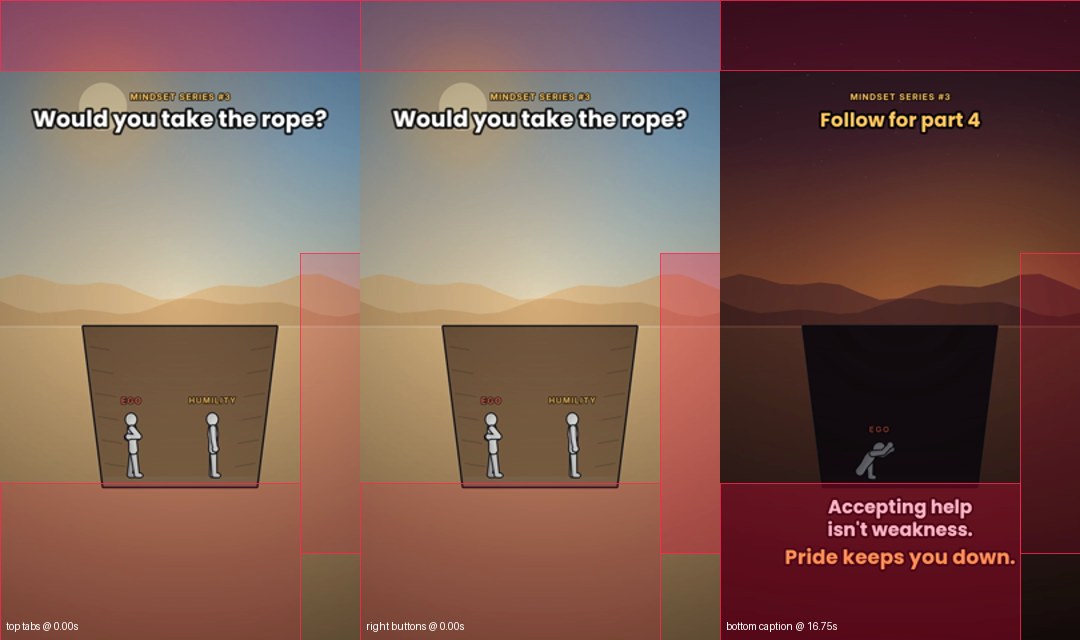 MINDSET SERIES #3
Would you take the rope?
EGO
HUMILITY
top tabs @ 0.00s
MINDSET SERIES #3
Would you take the rope?
EGO
HUMILITY
right buttons @ 0.00s
MINDSET SERIES #3
Follow for part 4
EGO
Accepting help
isn't weakness.
Pride keeps you down.
bottom caption @ 16.75s